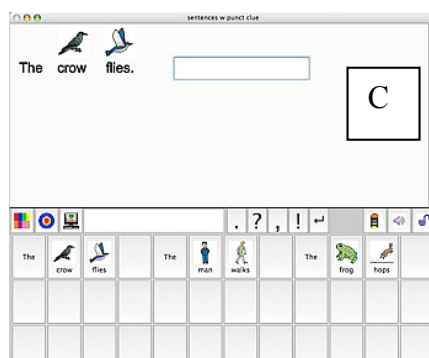 sentences w punct clue
The crow flies.
C
. ? , ! ↵
The crow flies The man walks The frog hops